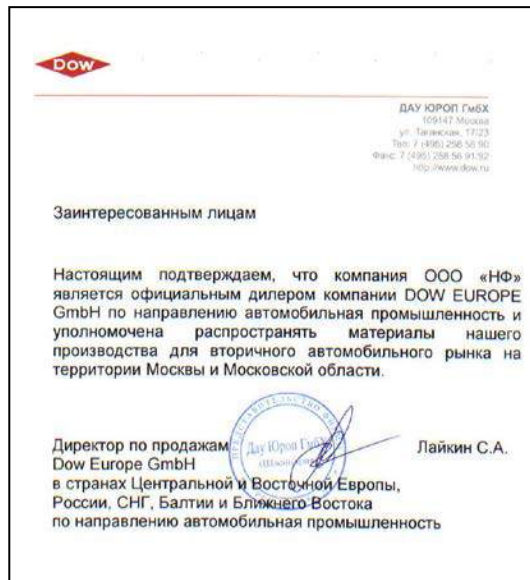 Dow
ДАУ ЮРОП ГмбХ
109147 Москва
ул. Таганская, 17/23
Тел: 7 (495) 258 56 90
Факс: 7 (495) 258 56 91/92
http://www.dow.ru
Заинтересованным лицам
Настоящим подтверждаем, что компания ООО «НФ»
является официальным дилером компании DOW EUROPE
GmbH по направлению автомобильная промышленность и
уполномочена распространять материалы нашего
производства для вторичного автомобильного рынка на
территории Москвы и Московской области.
ПРЕДСТАВИТЕЛЬСТВО
Дау Юроп ГмбХ
Директор по продажам
Лайкин С.А.
Dow Europe GmbH
в странах Центральной и Восточной Европы,
России, СНГ, Балтии и Ближнего Востока
по направлению автомобильная промышленность